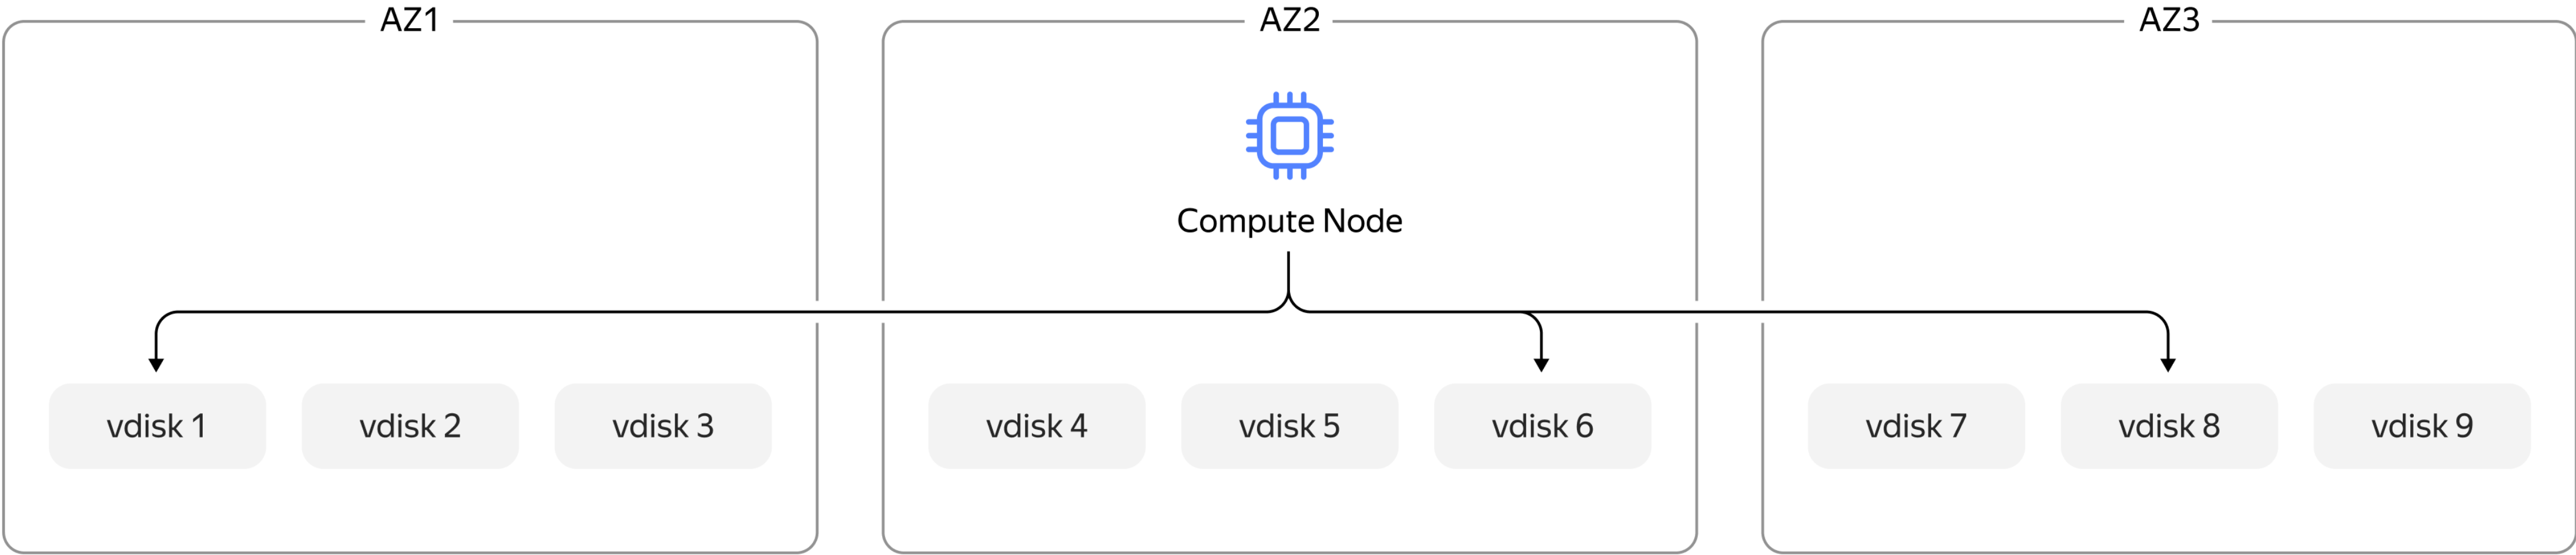 AZ1
AZ2
AZ3
Compute Node
vdisk 1
vdisk 2
vdisk 3
vdisk 4
vdisk 5
vdisk 6
vdisk 7
vdisk 8
vdisk 9